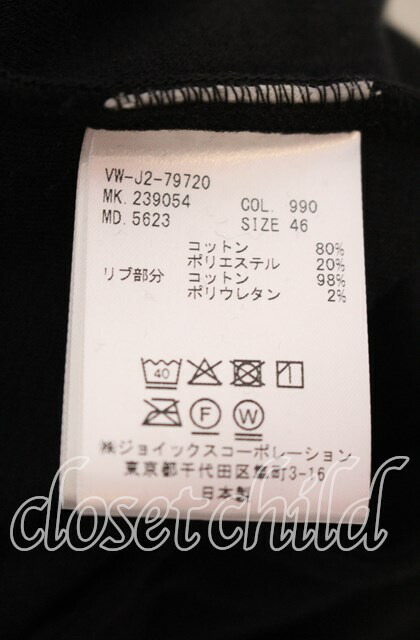 VW-J2-79720
MK. 239054 COL. 990
MD. 5623 SIZE 46
コットン 80%
ポリエステル 20%
リブ部分 コットン 98%
ポリウレタン 2%
40
F W
㈱ジョイックスコーポレーション
東京都千代田区麹町3-16
日本製
closet child